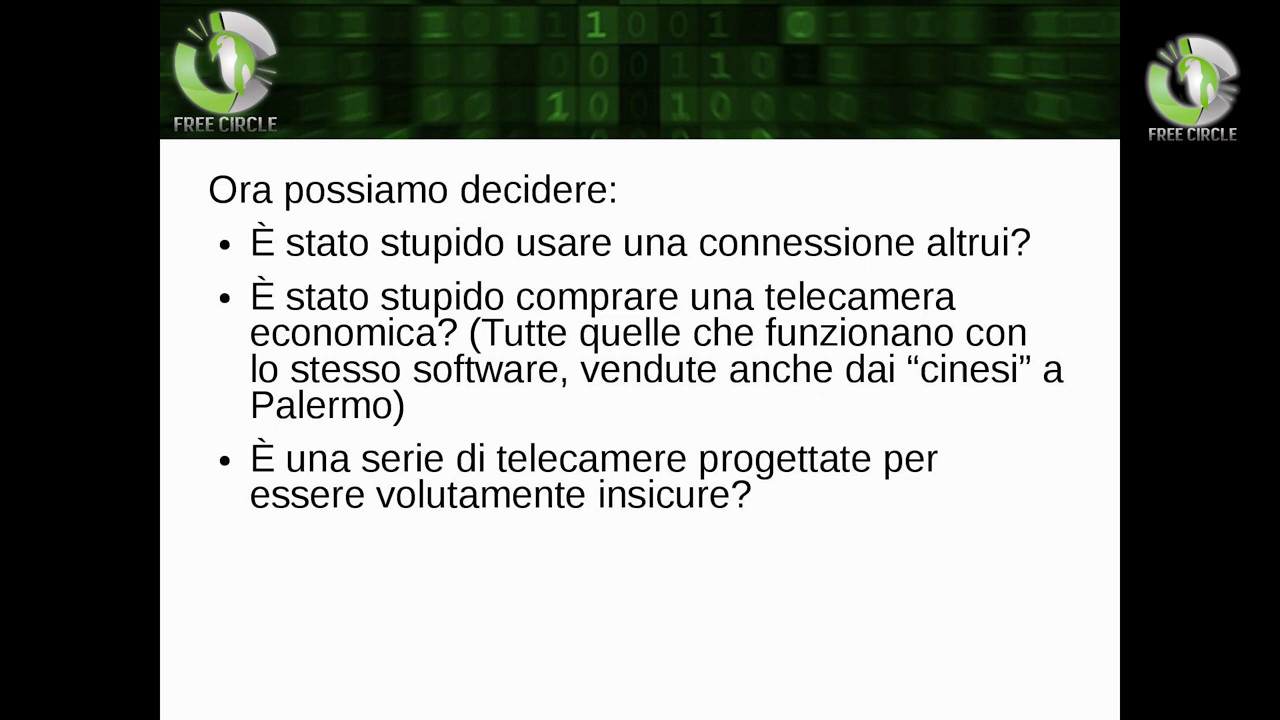 FREE CIRCLE
FREE CIRCLE
Ora possiamo decidere:
• È stato stupido usare una connessione altrui?
• È stato stupido comprare una telecamera
economica? (Tutte quelle che funzionano con
lo stesso software, vendute anche dai “cinesi” a
Palermo)
• È una serie di telecamere progettate per
essere volutamente insicure?